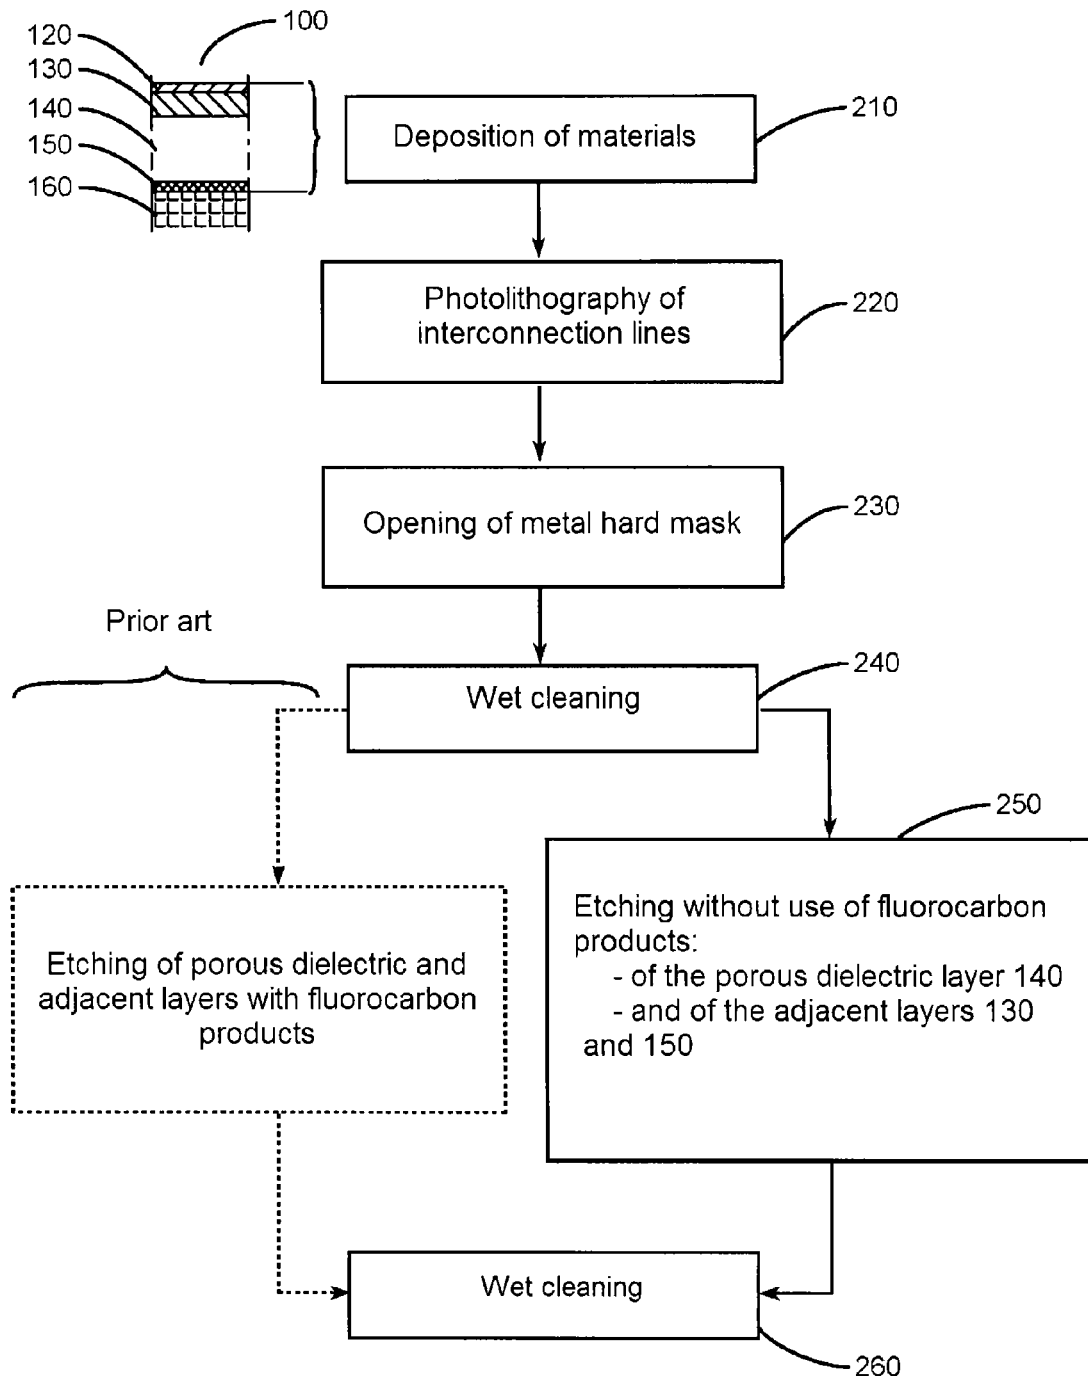 100
120
130
140
150
160
Deposition of materials
210
Photolithography of
interconnection lines
220
Opening of metal hard mask
230
Prior art
Wet cleaning
240
250
Etching of porous dielectric and
adjacent layers with fluorocarbon
products
Etching without use of fluorocarbon
products:
- of the porous dielectric layer 140
- and of the adjacent layers 130
and 150
Wet cleaning
260